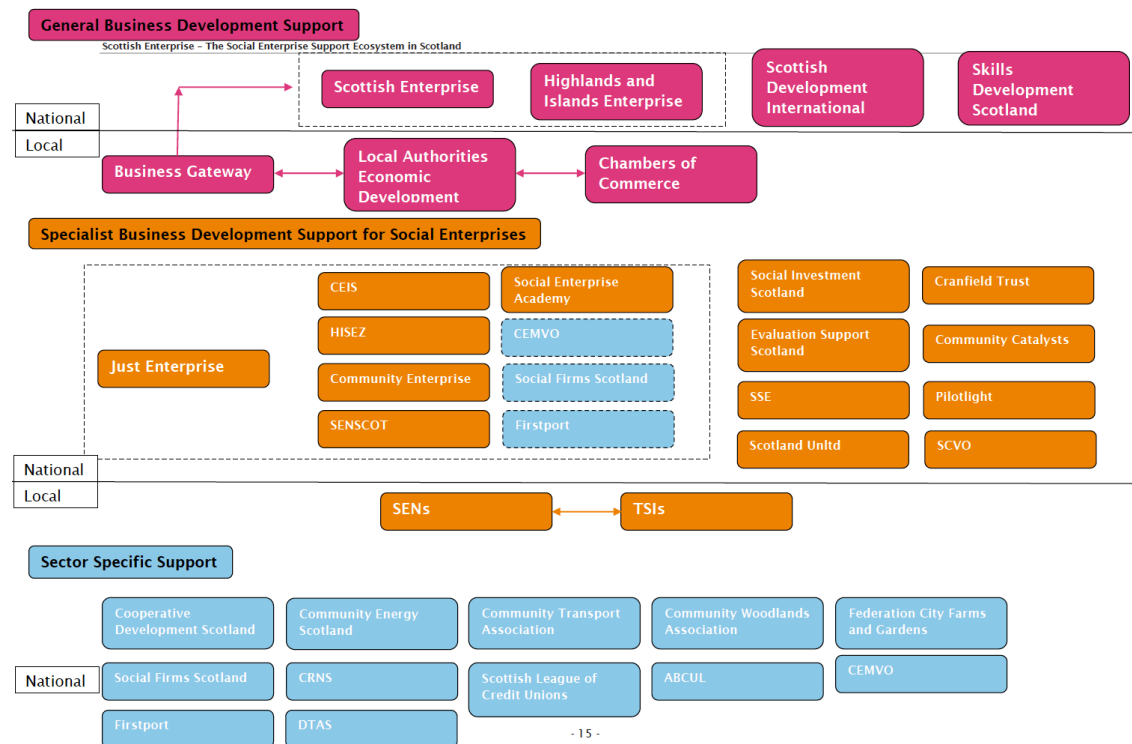 General Business Development Support
Scottish Enterprise – The Social Enterprise Support Ecosystem in Scotland
Scottish Enterprise
Highlands and
Islands Enterprise
Scottish
Development
International
Skills
Development
Scotland
National
Local
Business Gateway
Local Authorities
Economic
Development
Chambers of
Commerce
Specialist Business Development Support for Social Enterprises
Just Enterprise
CEIS
Social Enterprise
Academy
HISEZ
CEMVO
Community Enterprise
Social Firms Scotland
SENSCOT
Firstport
Social Investment
Scotland
Cranfield Trust
Evaluation Support
Scotland
Community Catalysts
SSE
Pilotlight
Scotland Unltd
SCVO
National
Local
SENs
TSIs
Sector Specific Support
Cooperative
Development Scotland
Community Energy
Scotland
Community Transport
Association
Community Woodlands
Association
Federation City Farms
and Gardens
National
Social Firms Scotland
CRNS
Scottish League of
Credit Unions
ABCUL
CEMVO
Firstport
DTAS
- 15 -